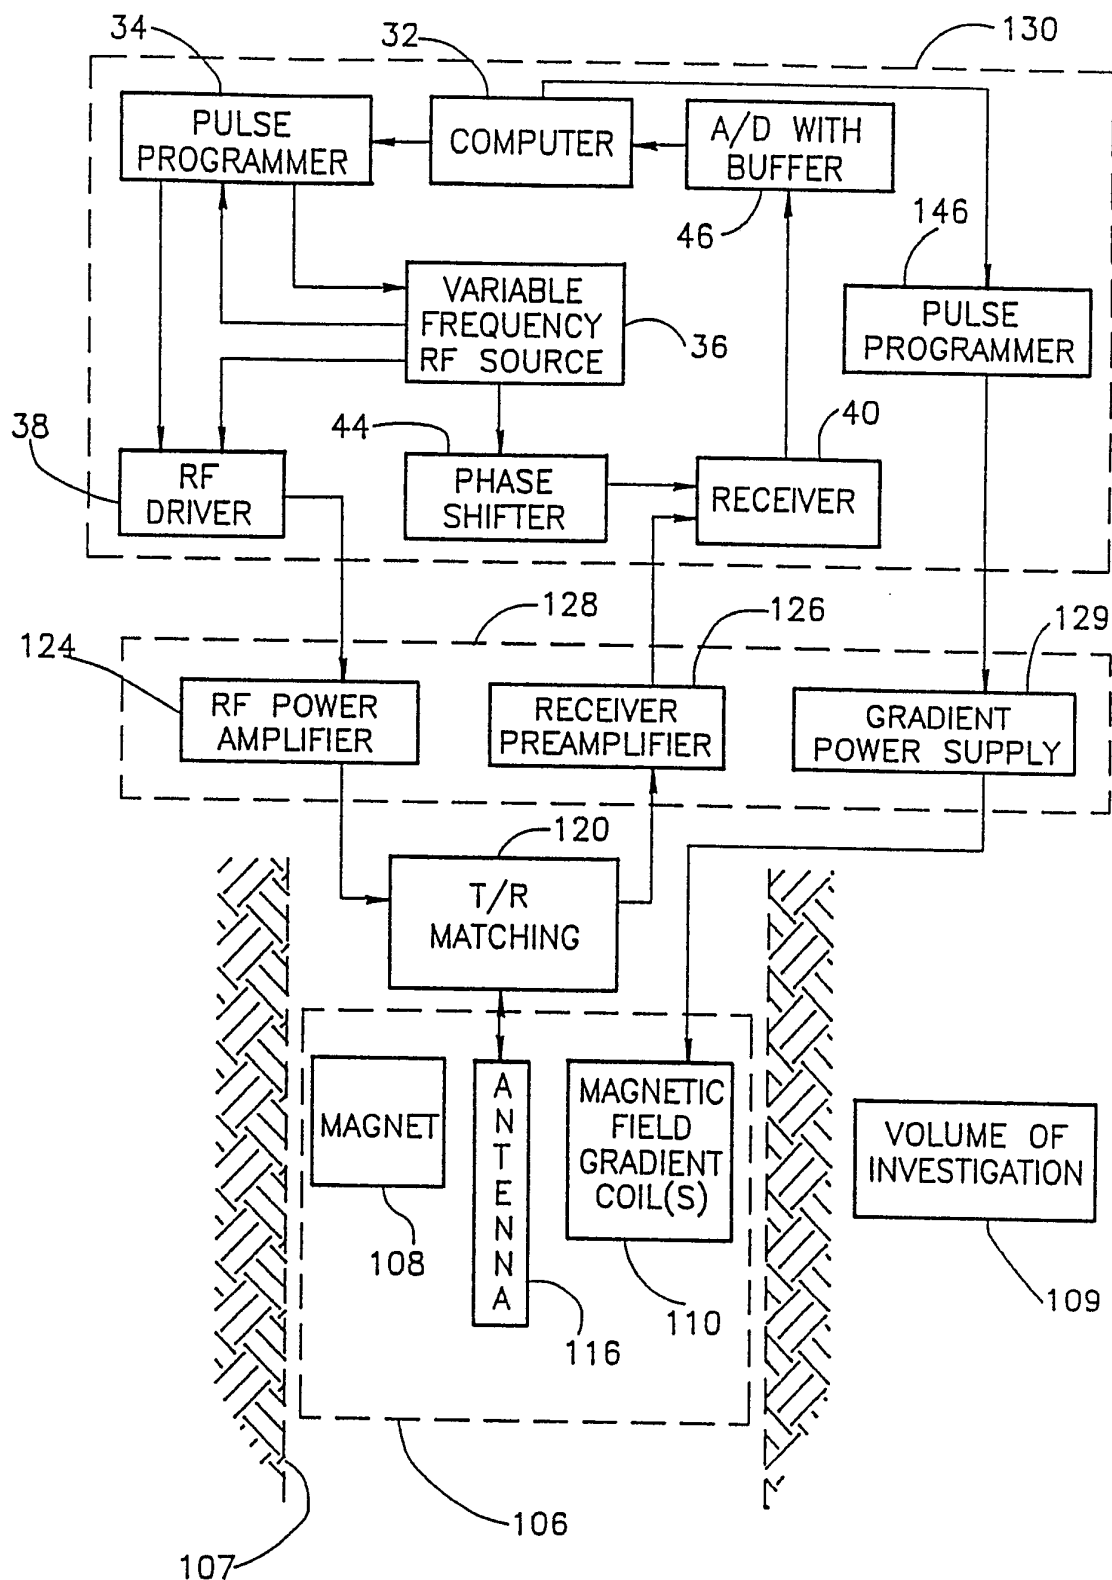 34
32
130
PULSE
PROGRAMMER
COMPUTER
A/D WITH
BUFFER
46
146
VARIABLE
FREQUENCY
RF SOURCE
36
PULSE
PROGRAMMER
38
44
40
RF
DRIVER
PHASE
SHIFTER
RECEIVER
128
126
129
124
RF POWER
AMPLIFIER
RECEIVER
PREAMPLIFIER
GRADIENT
POWER SUPPLY
120
T/R
MATCHING
MAGNET
ANTENNA
MAGNETIC
FIELD
GRADIENT
COIL(S)
VOLUME OF
INVESTIGATION
108
116
110
109
106
107